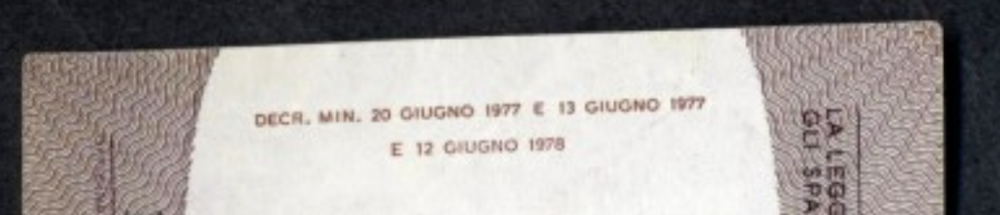 DECR. MIN. 20 GIUGNO 1977 E 13 GIUGNO 1977
E 12 GIUGNO 1978
LA LEGG
GLI SPA